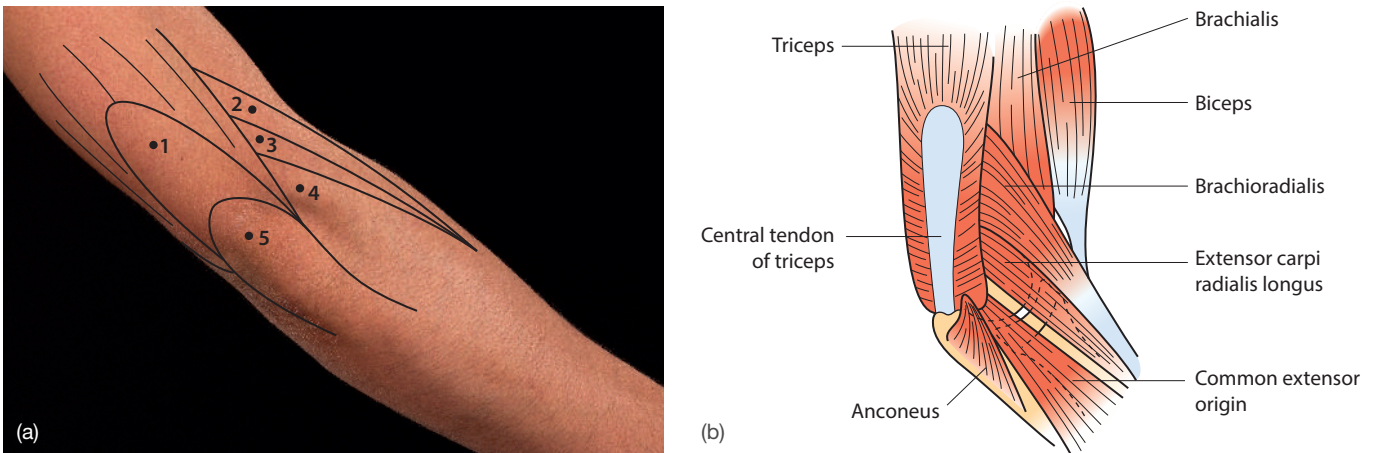 1
2
3
4
5
(a)
Triceps
Central tendon
of triceps
Anconeus
Brachialis
Biceps
Brachioradialis
Extensor carpi
radialis longus
Common extensor
origin
(b)